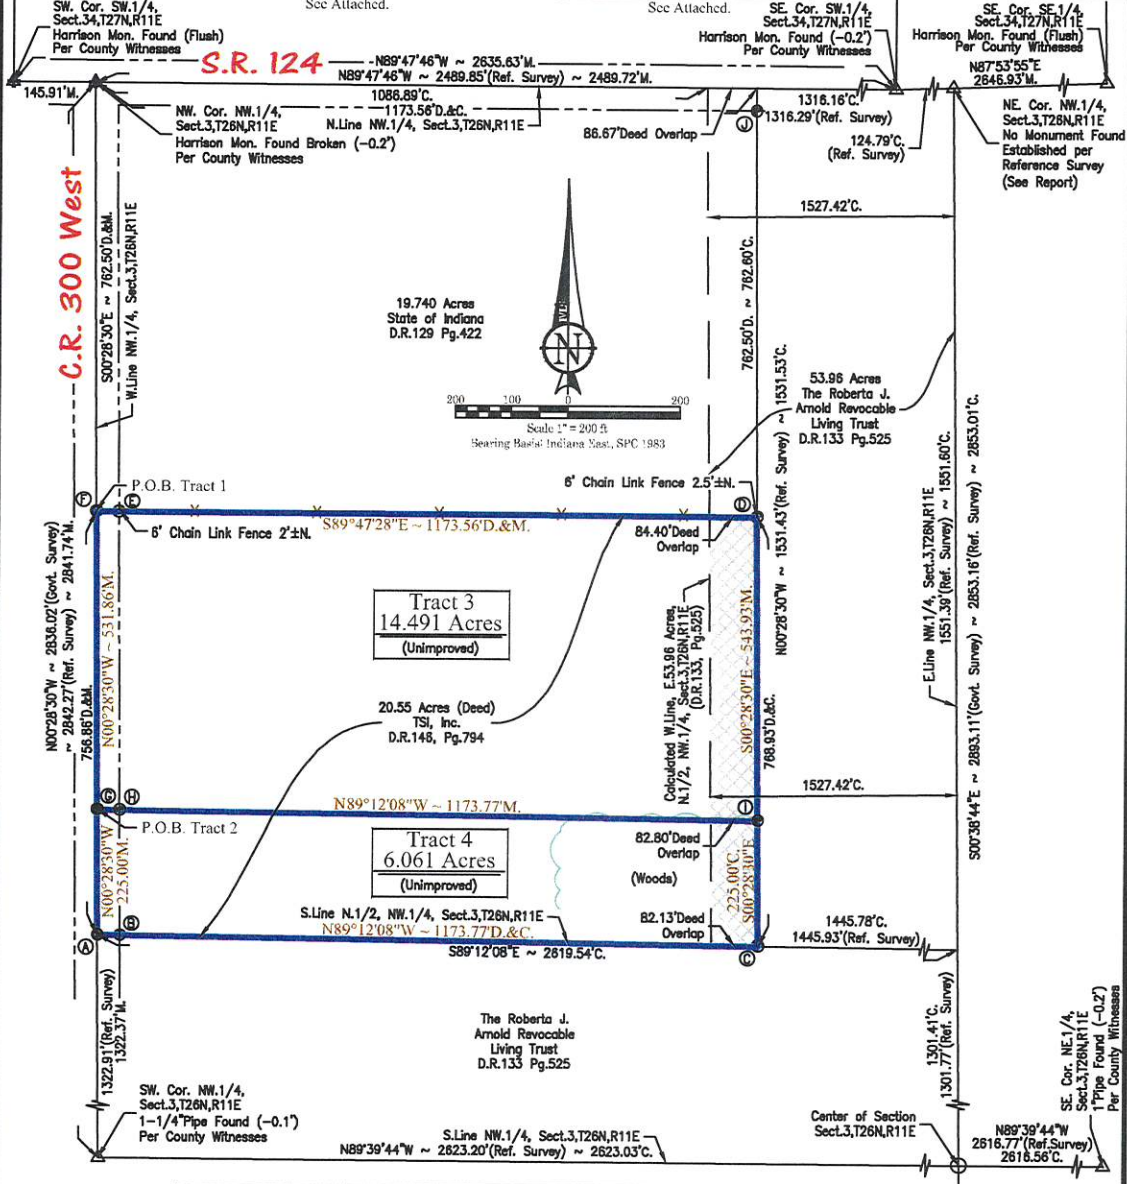 SW. Cor. SW.1/4,
Sect.34,T27N,R11E
Harrison Mon. Found (Flush)
Per County Witnesses
See Attached.
See Attached.
SE. Cor. SW.1/4,
Sect.34,T27N,R11E
Harrison Mon. Found (-0.2')
Per County Witnesses
SE. Cor. SE.1/4,
Sect.34,T27N,R11E
Harrison Mon. Found (Flush)
Per County Witnesses
S.R. 124
N89°47'46"W ~ 2635.63'M.
N89°47'46"W ~ 2489.85'(Ref. Survey) ~ 2489.72'M.
N87°53'55"E
2646.93'M.
145.91'M.
1086.89'C.
1173.56'D.&C.
N.Line NW.1/4, Sect.3,T26N,R11E
NW. Cor. NW.1/4,
Sect.3,T26N,R11E
Harrison Mon. Found Broken (-0.2')
Per County Witnesses
86.67'Deed Overlap
J
1316.16'C.
1316.29'(Ref. Survey)
124.79'C.
(Ref. Survey)
NE. Cor. NW.1/4,
Sect.3,T26N,R11E
No Monument Found
Established per
Reference Survey
(See Report)
1527.42'C.
C.R. 300 West
S00°28'30"E ~ 762.50'D.&M.
W.Line NW.1/4, Sect.3,T26N,R11E
19.740 Acres
State of Indiana
D.R.129 Pg.422
N
200 100 0 200
Scale 1" = 200 ft
Bearing Basis: Indiana East., SPC 1983
762.50'D. ~ 762.60'C.
53.96 Acres
The Roberta J.
Arnold Revocable
Living Trust
D.R.133 Pg.525
N00°28'30"W ~ 1531.43'(Ref. Survey) ~ 1531.53'C.
E.Line NW.1/4, Sect.3,T26N,R11E
1551.39'(Ref. Survey) ~ 1551.60'C.
S00°38'44"E ~ 2893.11'(Govt. Survey) ~ 2853.16'(Ref. Survey) ~ 2853.01'C.
F
P.O.B. Tract 1
E
6' Chain Link Fence 2'±N.
S89°47'28"E ~ 1173.56'D.&M.
6' Chain Link Fence 2.5'±N.
D
84.40'Deed
Overlap
N00°28'30"W ~ 2838.02'(Govt. Survey)
~ 2842.27'(Ref. Survey) ~ 2841.74'M.
756.86'D.&M.
N00°28'30"W ~ 531.86'M.
Tract 3
14.491 Acres
(Unimproved)
20.55 Acres (Deed)
TSI, Inc.
D.R.146, Pg.794
Calculated W.Line, E.53.96 Acres,
N.1/2, NW.1/4, Sect.3,T26N,R11E
(D.R.133, Pg.525)
S00°28'30"E ~ 543.93'M.
768.93'D.&C.
1527.42'C.
G
H
P.O.B. Tract 2
N89°12'08"W ~ 1173.77'M.
I
82.80'Deed
Overlap
Tract 4
6.061 Acres
(Unimproved)
(Woods)
N00°28'30"W
225.00'M.
225.00'C.
S00°28'30"E
S.Line N.1/2, NW.1/4, Sect.3,T26N,R11E
N89°12'08"W ~ 1173.77'D.&C.
S89°12'08"E ~ 2619.54'C.
82.13'Deed
Overlap
A
B
C
1445.78'C.
1445.93'(Ref. Survey)
The Roberta J.
Arnold Revocable
Living Trust
D.R.133 Pg.525
1322.91'(Ref. Survey)
1322.37'M.
1301.41'C.
1301.77'(Ref. Survey)
SE. Cor. NE.1/4,
Sect.3,T26N,R11E
1"Pipe Found (-0.2')
Per County Witnesses
SW. Cor. NW.1/4,
Sect.3,T26N,R11E
1-1/4"Pipe Found (-0.1')
Per County Witnesses
S.Line NW.1/4, Sect.3,T26N,R11E
N89°39'44"W ~ 2623.20'(Ref. Survey) ~ 2623.03'C.
Center of Section
Sect.3,T26N,R11E
N89°39'44"W
2616.77'(Ref.Survey)
2616.56'C.